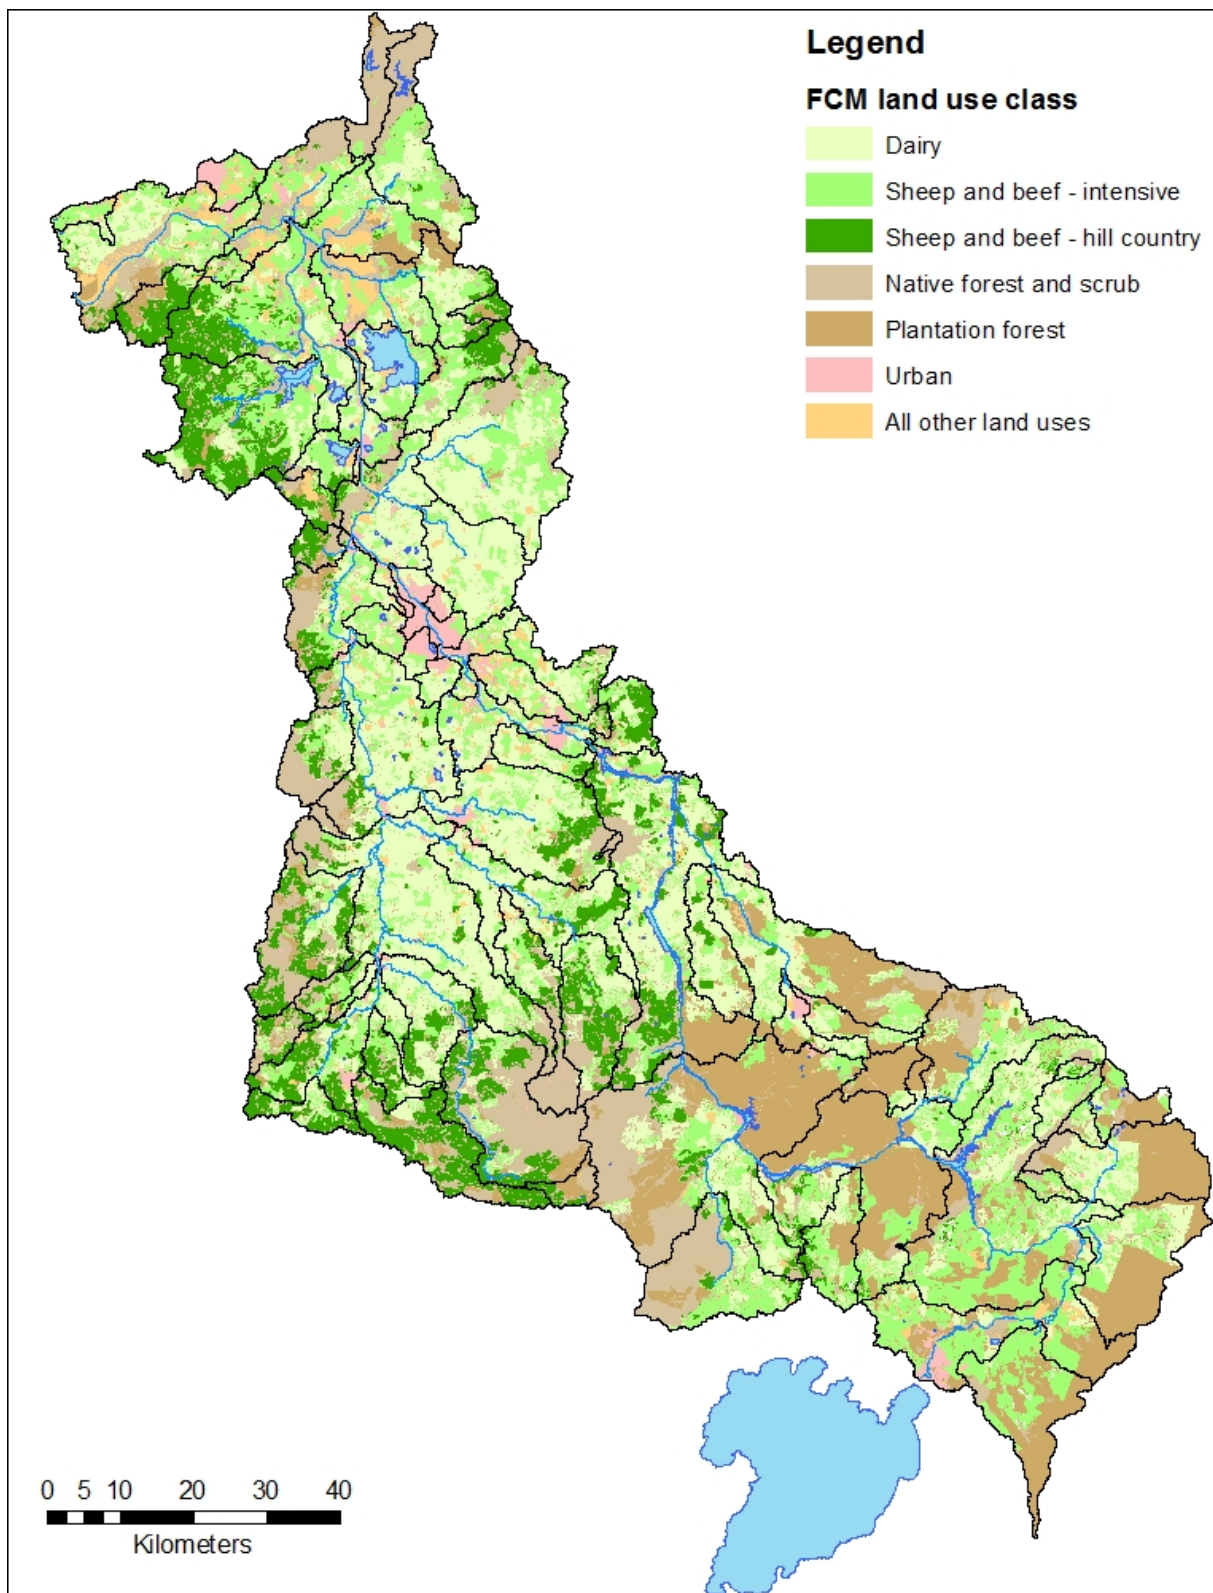 Legend
FCM land use class
Dairy
Sheep and beef - intensive
Sheep and beef - hill country
Native forest and scrub
Plantation forest
Urban
All other land uses
0 5 10 20 30 40
Kilometers